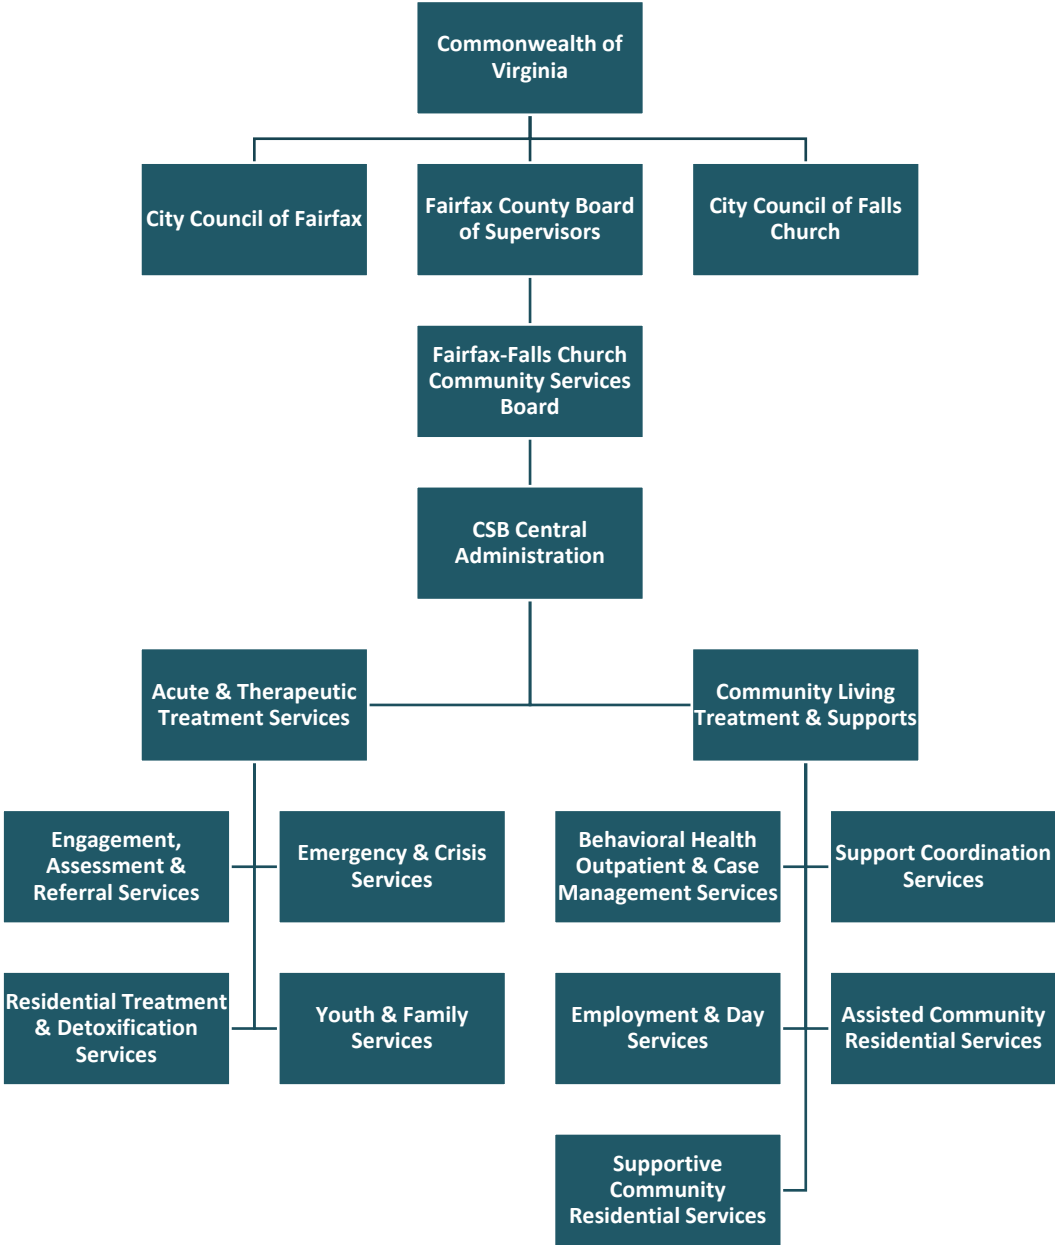 Commonwealth of
Virginia
City Council of Fairfax
Fairfax County Board
of Supervisors
City Council of Falls
Church
Fairfax-Falls Church
Community Services
Board
CSB Central
Administration
Acute & Therapeutic
Treatment Services
Community Living
Treatment & Supports
Engagement,
Assessment &
Referral Services
Emergency & Crisis
Services
Behavioral Health
Outpatient & Case
Management Services
Support Coordination
Services
Residential Treatment
& Detoxification
Services
Youth & Family
Services
Employment & Day
Services
Assisted Community
Residential Services
Supportive
Community
Residential Services